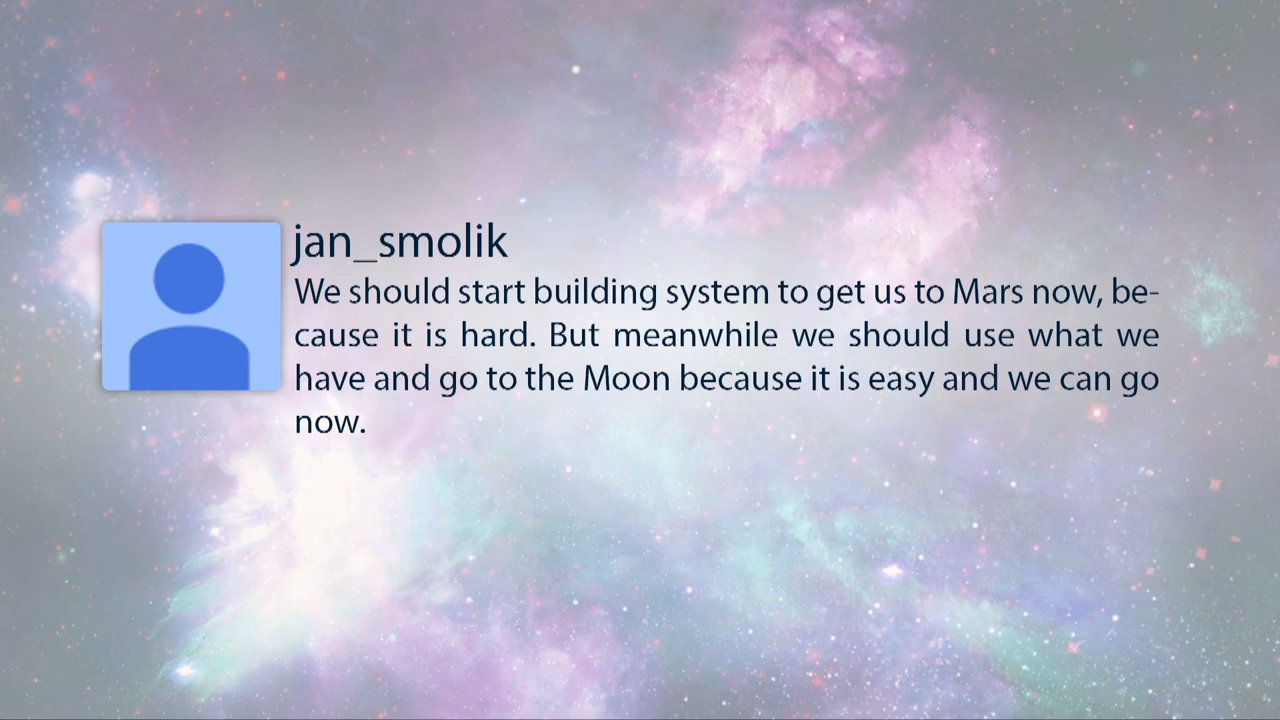 jan_smolik
We should start building system to get us to Mars now, be-
cause it is hard. But meanwhile we should use what we
have and go to the Moon because it is easy and we can go
now.